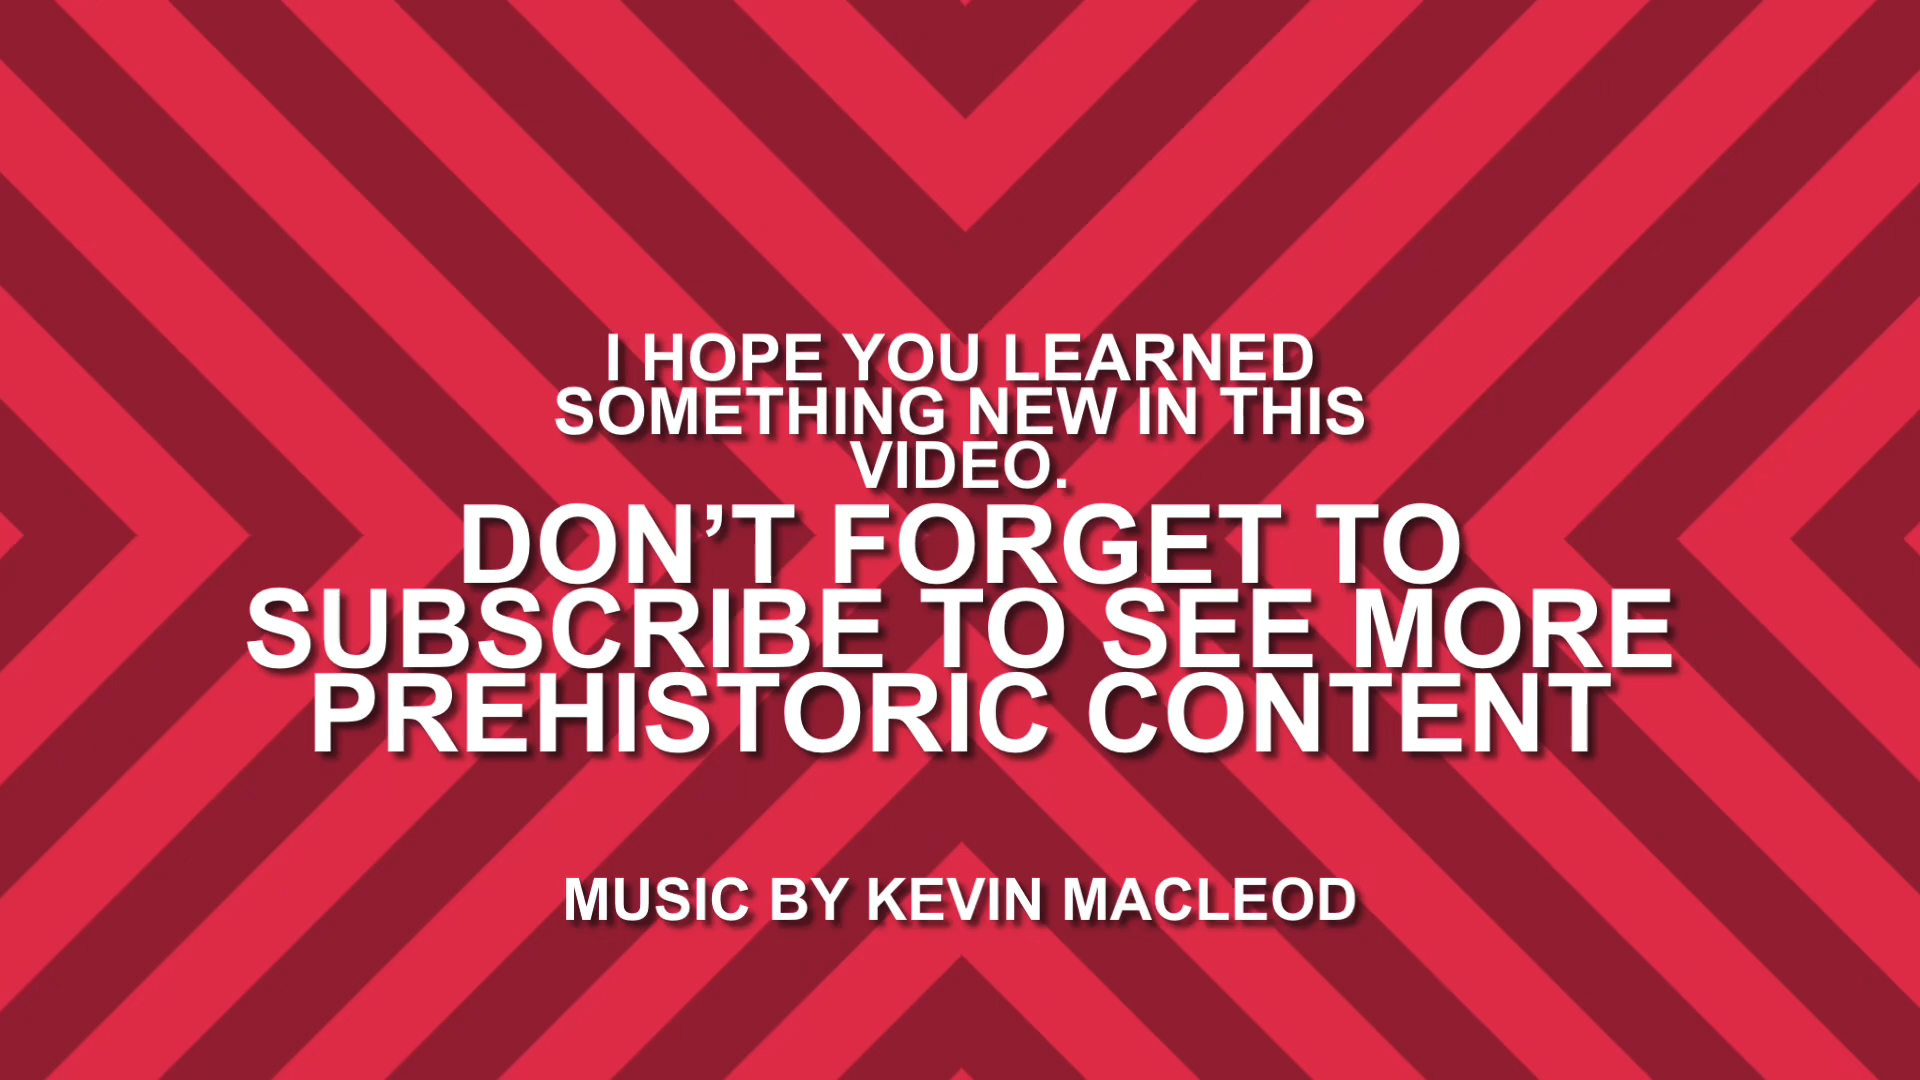 I HOPE YOU LEARNED
SOMETHING NEW IN THIS
VIDEO.
DON’T FORGET TO
SUBSCRIBE TO SEE MORE
PREHISTORIC CONTENT
MUSIC BY KEVIN MACLEOD